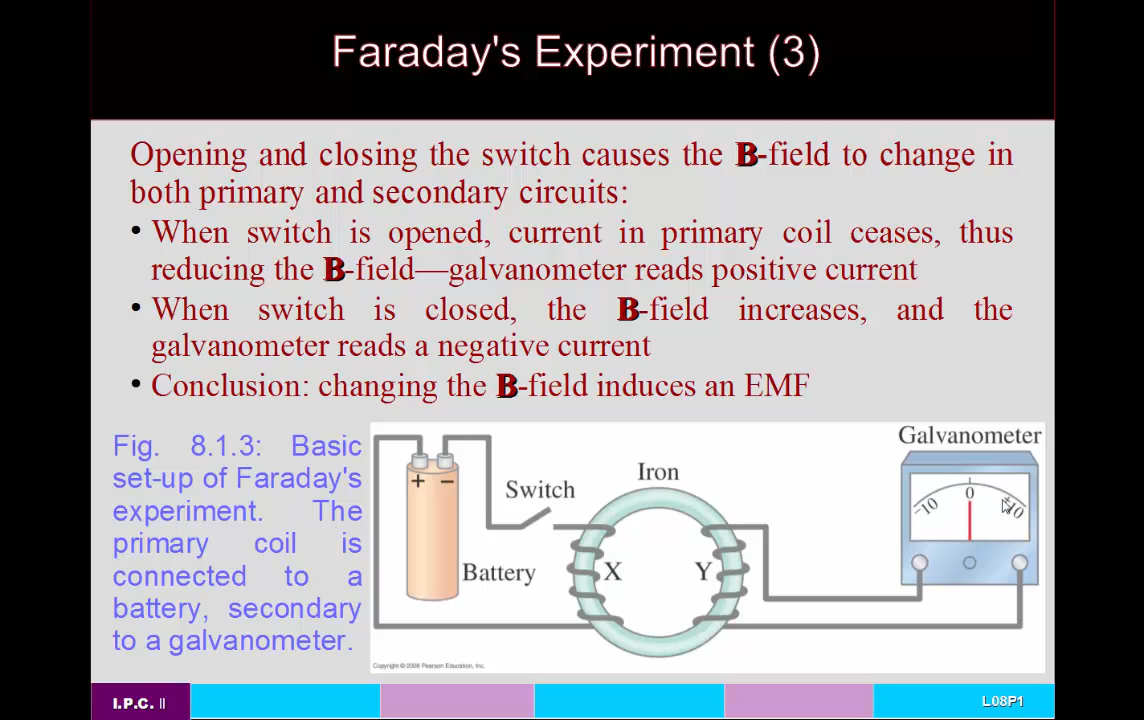 Faraday's Experiment (3)
Opening and closing the switch causes the B-field to change in
both primary and secondary circuits:
• When switch is opened, current in primary coil ceases, thus
reducing the B-field—galvanometer reads positive current
• When switch is closed, the B-field increases, and the
galvanometer reads a negative current
• Conclusion: changing the B-field induces an EMF
Fig. 8.1.3: Basic
set-up of Faraday's
experiment. The
primary coil is
connected to a
battery, secondary
to a galvanometer.
Galvanometer
Iron
+ −
Switch
-10 0 +10
Battery
X Y
Copyright © 2008 Pearson Education, Inc.
I.P.C. II
L08P1